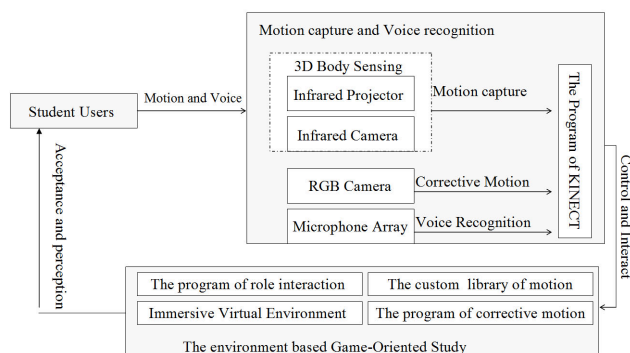 Motion capture and Voice recognition
3D Body Sensing
Infrared Projector
Infrared Camera
Motion capture
The Program of KINECT
Student Users
Motion and Voice
RGB Camera
Corrective Motion
Microphone Array
Voice Recognition
Acceptance and perception
Control and Interact
The program of role interaction
The custom library of motion
Immersive Virtual Environment
The program of corrective motion
The environment based Game-Oriented Study